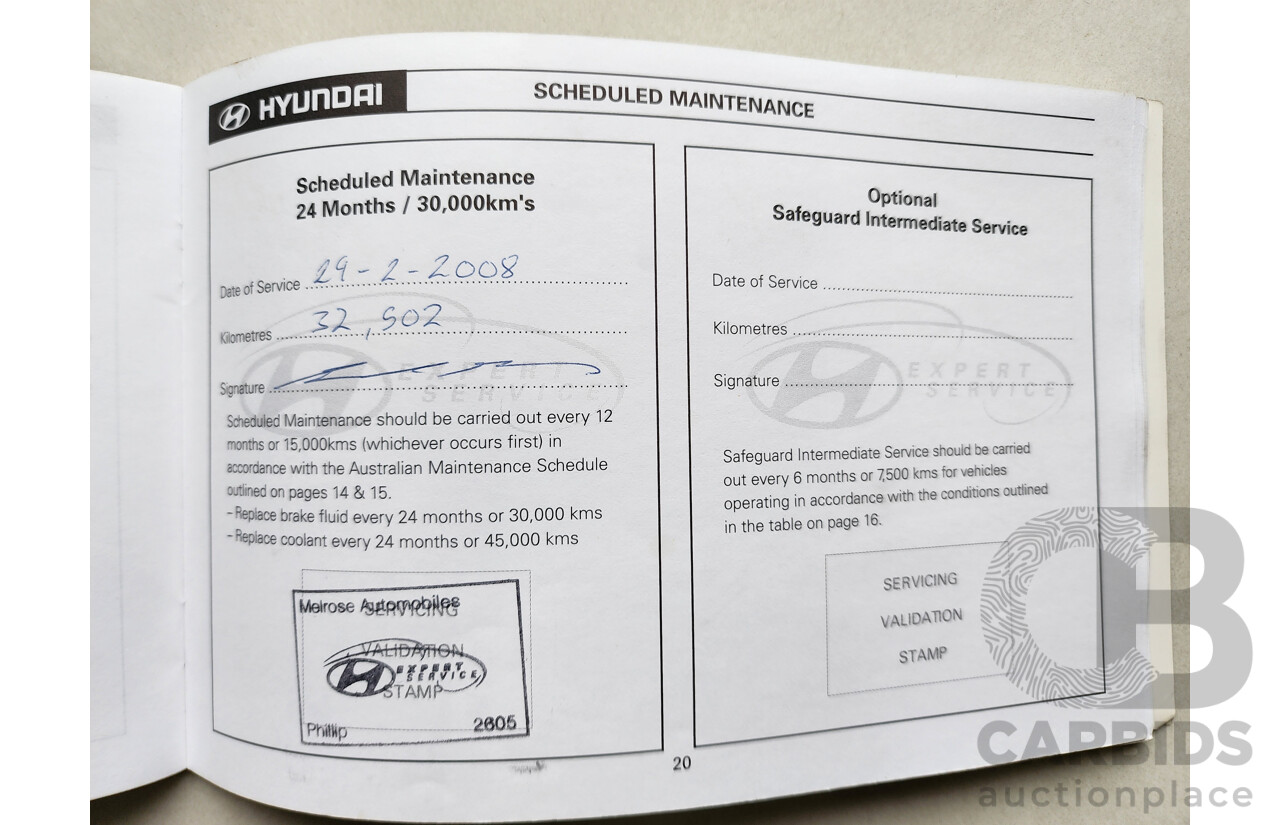 HYUNDAI
SCHEDULED MAINTENANCE
Scheduled Maintenance
24 Months / 30,000km's
Date of Service 29-2-2008
Kilometres 32,502
Signature
EXPERT
SERVICE
Scheduled Maintenance should be carried out every 12
months or 15,000kms (whichever occurs first) in
accordance with the Australian Maintenance Schedule
outlined on pages 14 & 15.
- Replace brake fluid every 24 months or 30,000 kms
- Replace coolant every 24 months or 45,000 kms
Melrose Automobiles
SERVICING
VALIDATION
EXPERT
SERVICE
STAMP
Phillip 2605
Optional
Safeguard Intermediate Service
Date of Service
Kilometres
Signature
EXPERT
SERVICE
Safeguard Intermediate Service should be carried
out every 6 months or 7,500 kms for vehicles
operating in accordance with the conditions outlined
in the table on page 16.
SERVICING
VALIDATION
STAMP
20
CB
CARBIDS
auctionplace